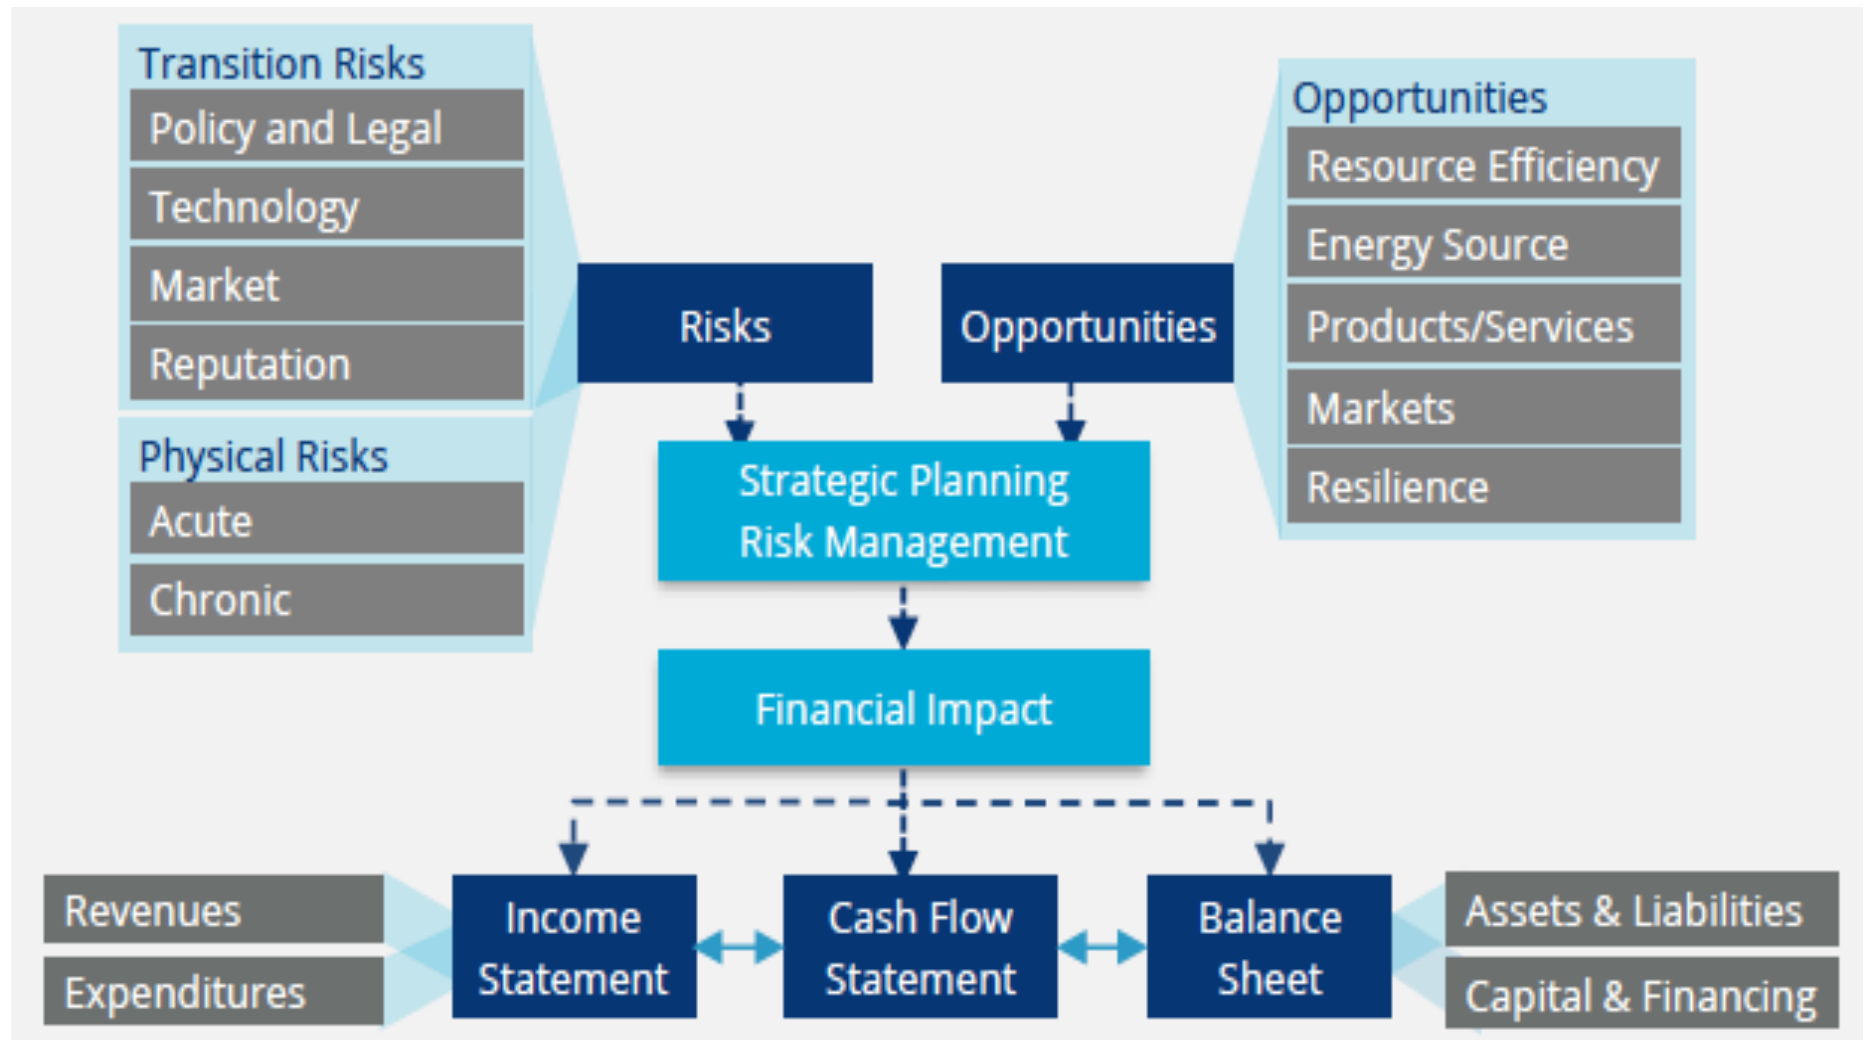 Transition Risks
Policy and Legal
Technology
Market
Reputation
Physical Risks
Acute
Chronic
Risks
Opportunities
Opportunities
Resource Efficiency
Energy Source
Products/Services
Markets
Resilience
Strategic Planning
Risk Management
Financial Impact
Revenues
Expenditures
Income
Statement
Cash Flow
Statement
Balance
Sheet
Assets & Liabilities
Capital & Financing